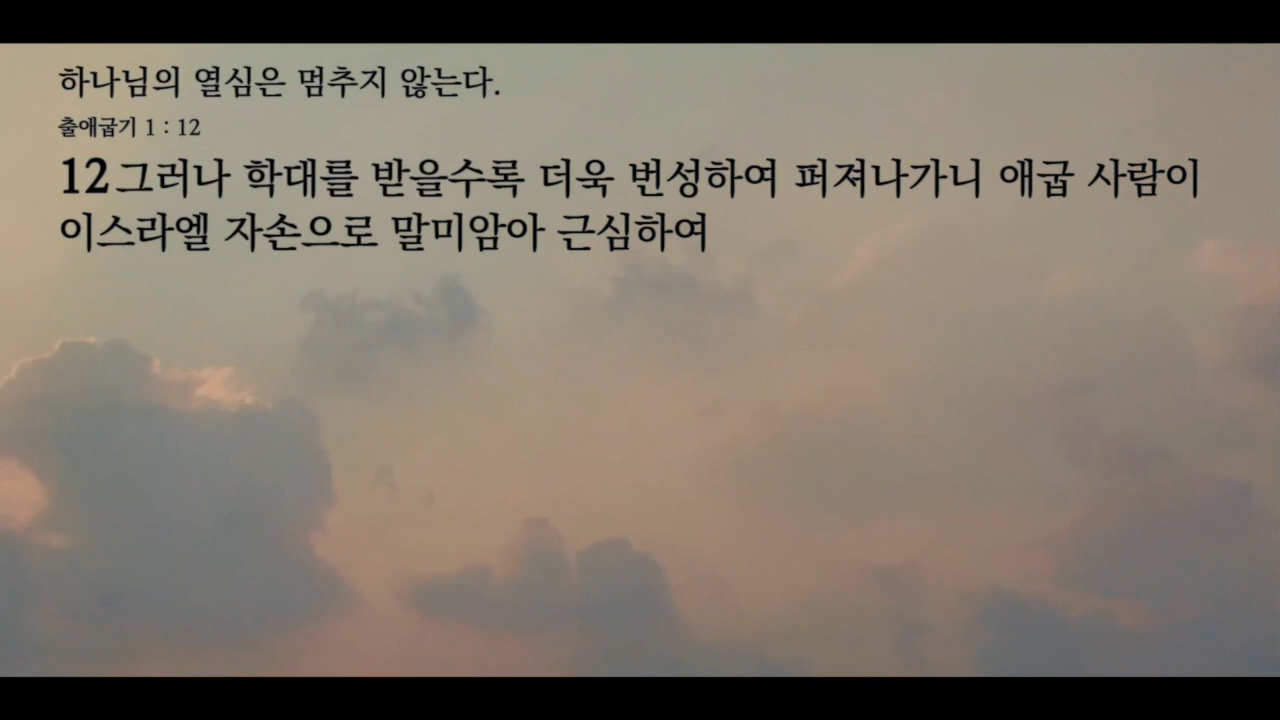 하나님의 열심은 멈추지 않는다.
출애굽기 1 : 12
12그러나 학대를 받을수록 더욱 번성하여 퍼져나가니 애굽 사람이
이스라엘 자손으로 말미암아 근심하여